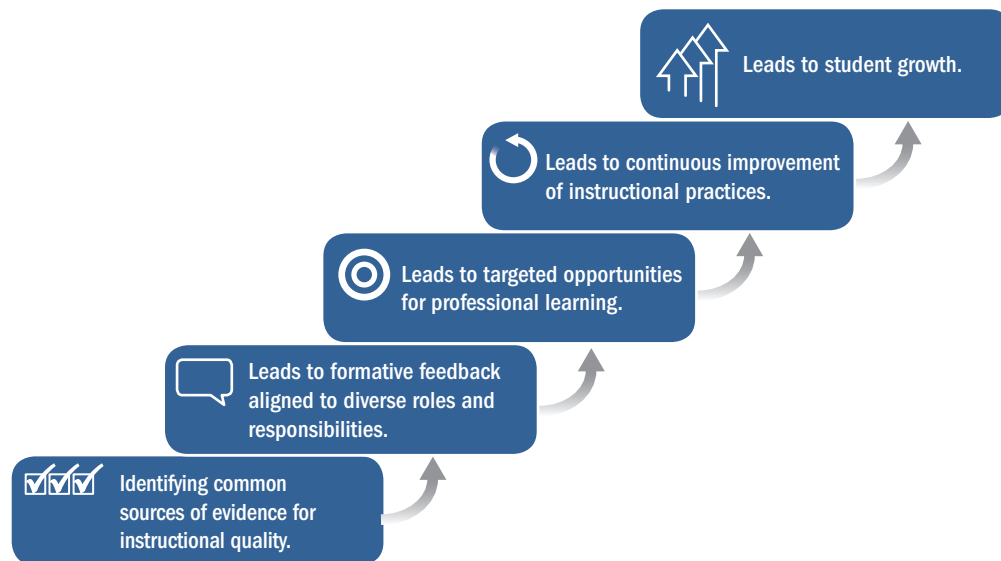 Leads to student growth.
Leads to continuous improvement
of instructional practices.
Leads to targeted opportunities
for professional learning.
Leads to formative feedback
aligned to diverse roles and
responsibilities.
Identifying common
sources of evidence for
instructional quality.